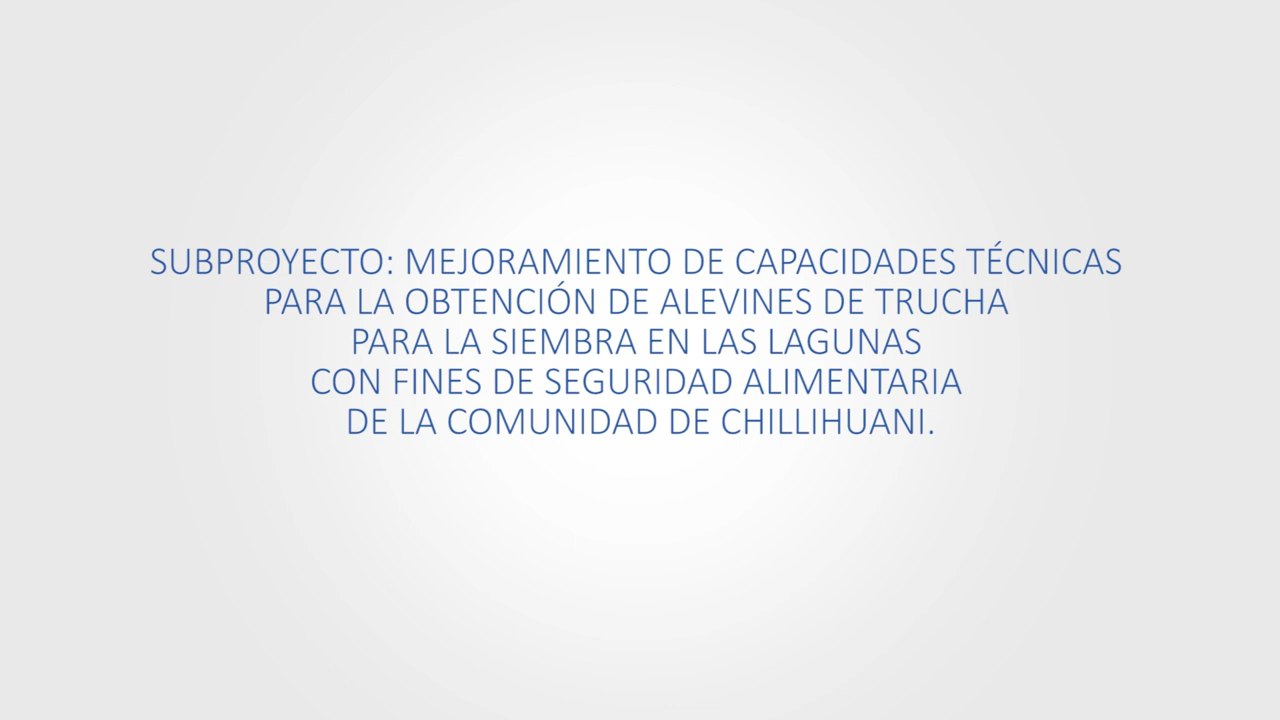 SUBPROYECTO: MEJORAMIENTO DE CAPACIDADES TÉCNICAS
PARA LA OBTENCIÓN DE ALEVINES DE TRUCHA
PARA LA SIEMBRA EN LAS LAGUNAS
CON FINES DE SEGURIDAD ALIMENTARIA
DE LA COMUNIDAD DE CHILLIHUANI.